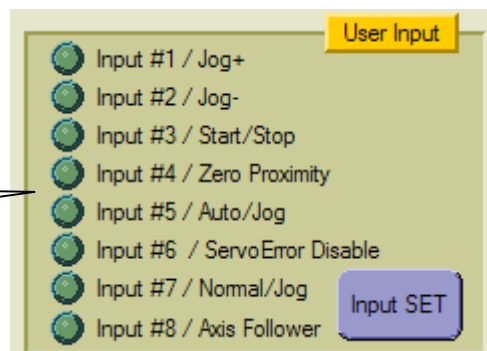 User Input
Input #1 / Jog+
Input #2 / Jog-
Input #3 / Start/Stop
Input #4 / Zero Proximity
Input #5 / Auto/Jog
Input #6 / ServoError Disable
Input #7 / Normal/Jog
Input #8 / Axis Follower
Input SET